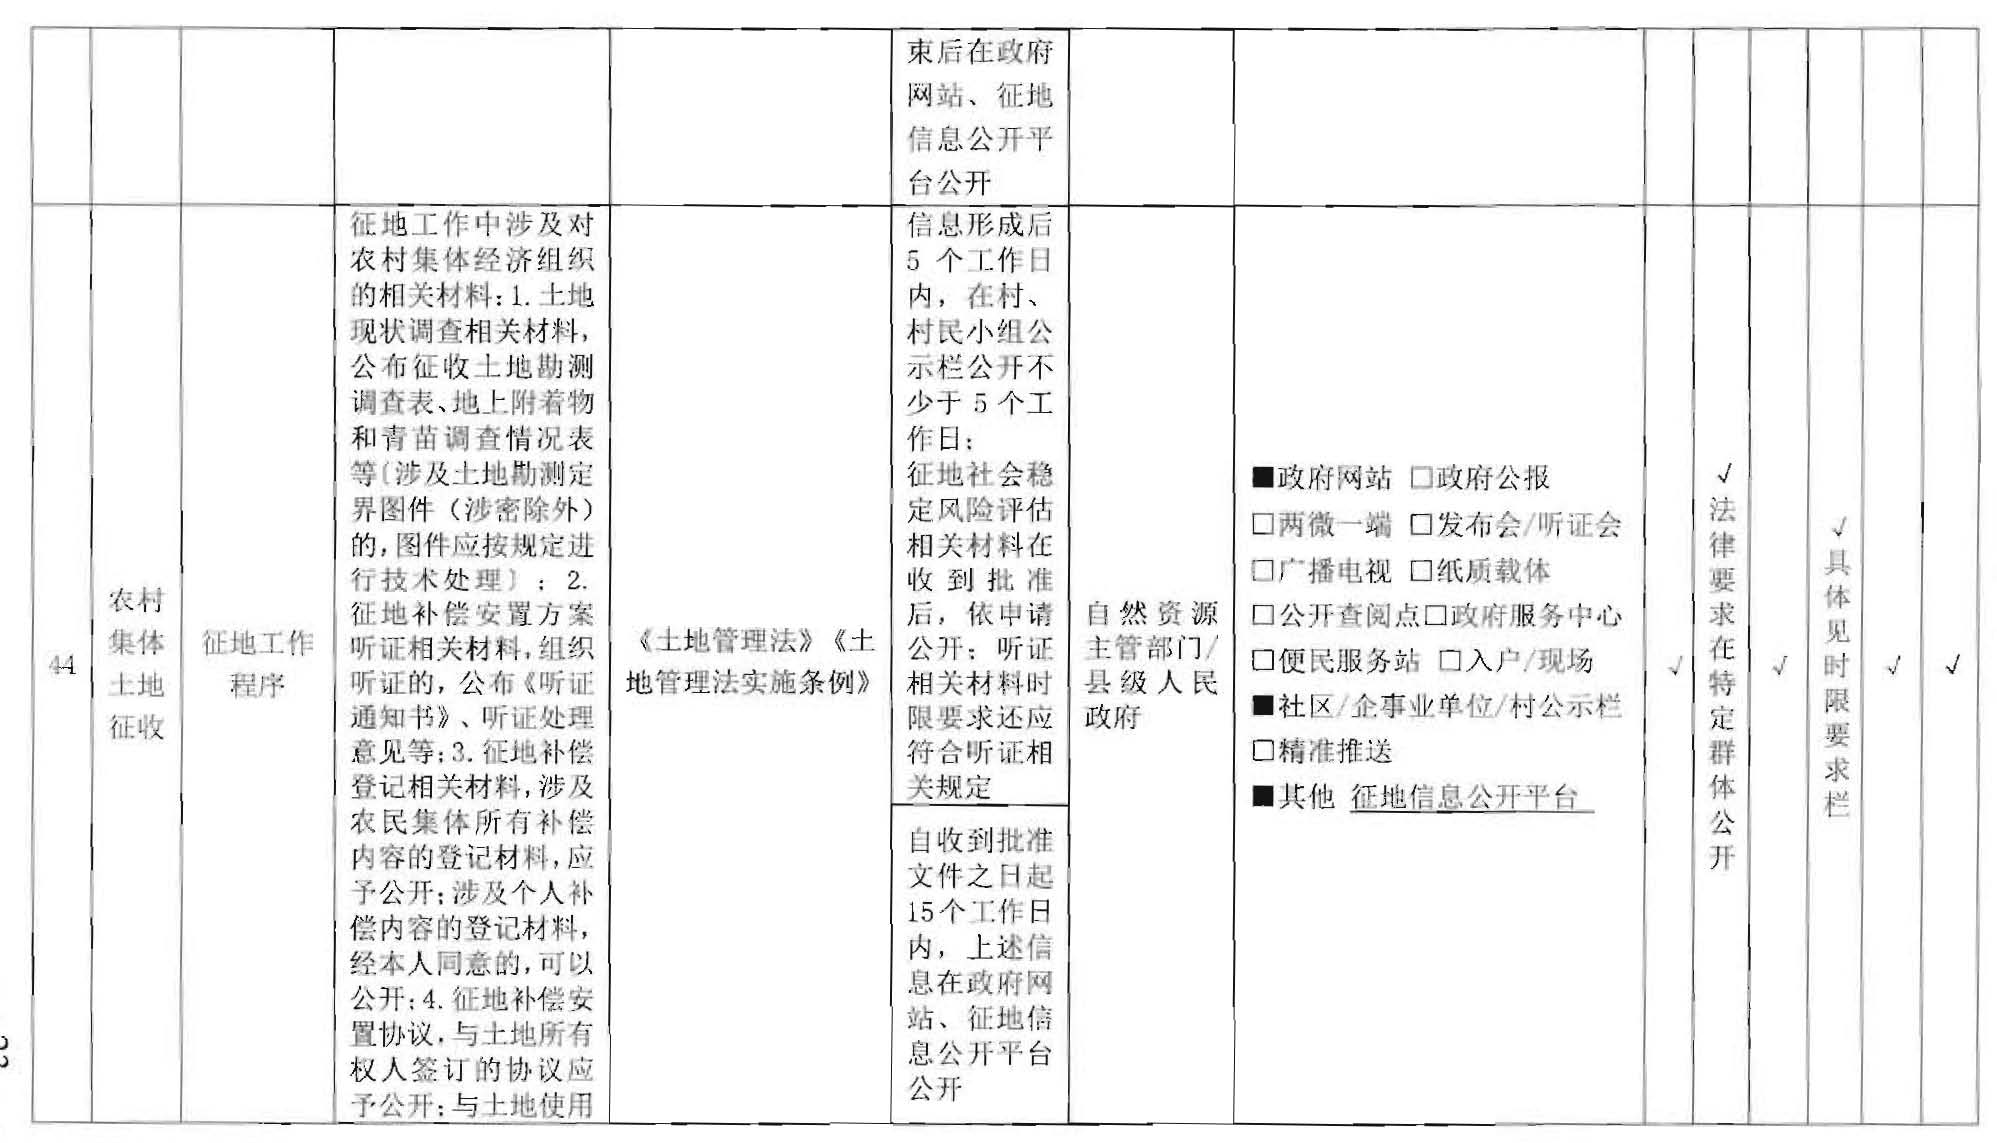 束后在政府
网站、征地
信息公开平
台公开
44
农村
集体
土地
征收
征地工作
程序
征地工作中涉及对
农村集体经济组织
的相关材料:1.土地
现状调查相关材料,
公布征收土地勘测
调查表、地上附着物
和青苗调查情况表
等〔涉及土地勘测定
界图件（涉密除外）
的,图件应按规定进
行技术处理〕;2.
征地补偿安置方案
听证相关材料,组织
听证的,公布《听证
通知书》、听证处理
意见等;3.征地补偿
登记相关材料,涉及
农民集体所有补偿
内容的登记材料,应
予公开;涉及个人补
偿内容的登记材料,
经本人同意的,可以
公开;4.征地补偿安
置协议,与土地所有
权人签订的协议应
予公开;与土地使用
《土地管理法》《土
地管理法实施条例》
信息形成后
5 个工作日
内，在村、
村民小组公
示栏公开不
少于 5 个工
作日;
征地社会稳
定风险评估
相关材料在
收到批准
后，依申请
公开；听证
相关材料时
限要求还应
符合听证相
关规定
自收到批准
文件之日起
15个工作日
内，上述信
息在政府网
站、征地信
息公开平台
公开
自然资源
主管部门/
县级人民
政府
■政府网站 □政府公报
□两微一端 □发布会/听证会
□广播电视 □纸质载体
□公开查阅点□政府服务中心
□便民服务站 □入户/现场
■社区/企事业单位/村公示栏
□精准推送
■其他 征地信息公开平台
√
√
法
律
要
求
在
特
定
群
体
公
开
√
√
具
体
见
时
限
要
求
栏
√
√